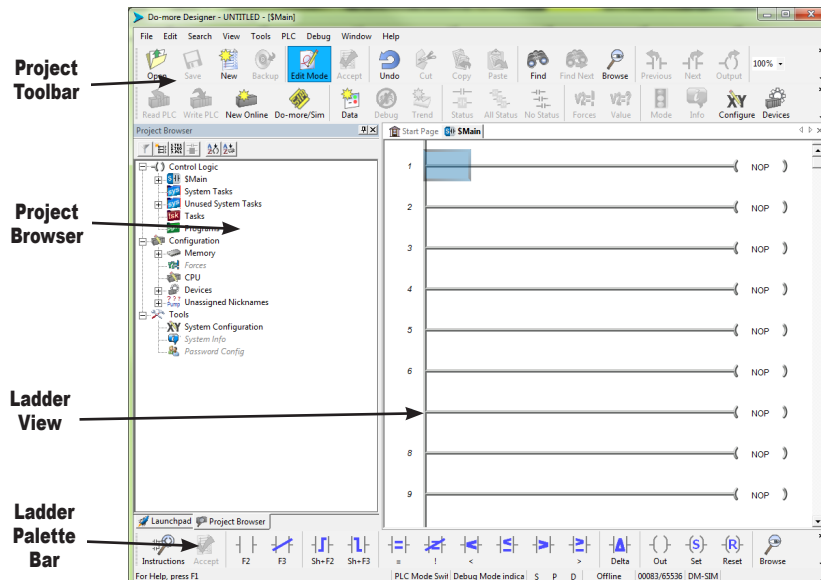 Do-more Designer - UNTITLED - [$Main]
File Edit Search View Tools PLC Debug Window Help
Project
Toolbar
Open Save New Backup Edit Mode Accept Undo Cut Copy Paste Find Find Next Browse Previous Next Output 100%
Read PLC Write PLC New Online Do-more/Sim Data Debug Trend Status All Status No Status Forces Value Mode Info Configure Devices
Project Browser
Start Page $Main
Control Logic
$Main
System Tasks
Unused System Tasks
Tasks
Programs
Project
Browser
Configuration
Memory
Forces
CPU
Devices
Unassigned Nicknames
Tools
System Configuration
System Info
Password Config
1 NOP
2 NOP
3 NOP
4 NOP
5 NOP
6 NOP
NOP
8 NOP
9 NOP
Ladder
View
Ladder
Palette
Bar
Launchpad Project Browser
Instructions Accept F2 F3 Sh+F2 Sh+F3 = ! < > Delta Out Set Reset Browse
For Help, press F1
PLC Mode Swit Debug Mode indica S P D Offline 00083/65536 DM-SIM